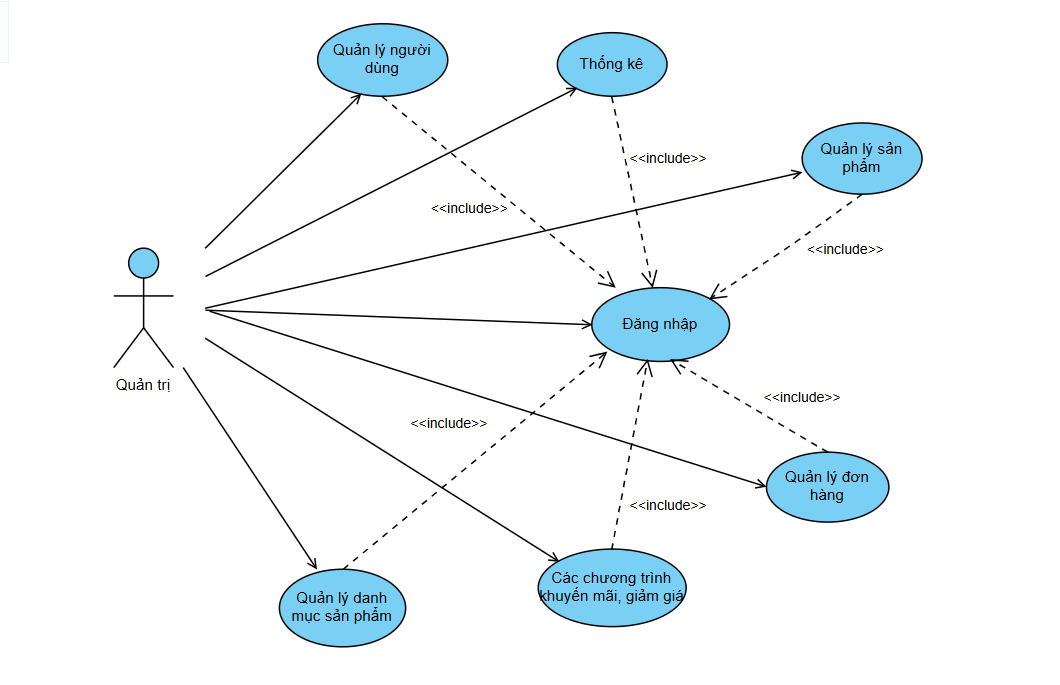 Quản lý người
dùng
Thống kê
Quản lý sản
phẩm
<<include>>
<<include>>
<<include>>
Đăng nhập
Quản trị
<<include>>
<<include>>
Quản lý đơn
hàng
<<include>>
Các chương trình
khuyến mãi, giảm giá
Quản lý danh
mục sản phẩm